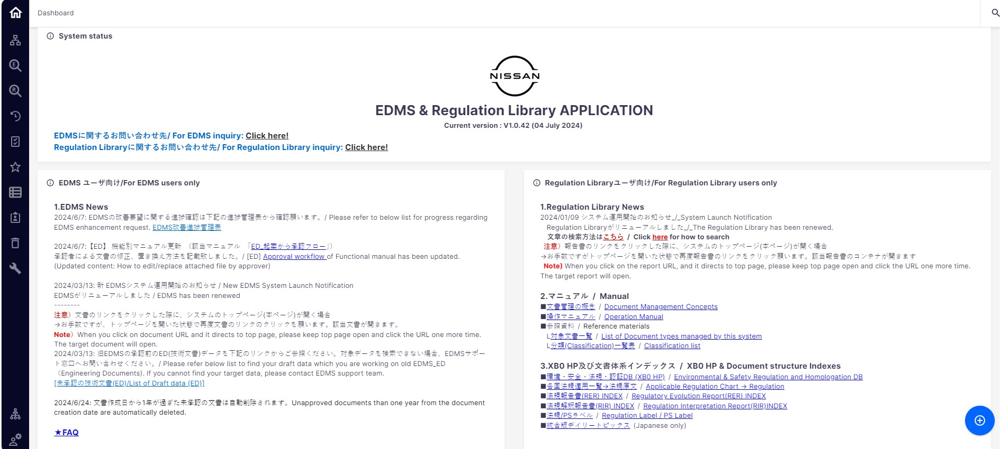 Dashboard
System status
NISSAN
EDMS & Regulation Library APPLICATION
Current version : V1.0.42 (04 July 2024)
EDMSに関するお問い合わせ先/ For EDMS inquiry: Click here!
Regulation Libraryに関するお問い合わせ先/ For Regulation Library inquiry: Click here!
EDMS ユーザ向け/For EDMS users only
1.EDMS News
2024/6/7: EDMSの改善要望に関する進捗確認は下記の進捗管理表から確認願います。/ Please refer to below list for progress regarding
EDMS enhancement request. EDMS改善進捗管理表
2024/6/7:【ED】 機能別マニュアル更新 （該当マニュアル 「ED_起案から承認フロー」）
承認者による文書の修正、置き換え方法を記載致しました。/ [ED] Approval workflow of Functional manual has been updated.
(Updated content: How to edit/replace attached file by approver)
2024/03/13: 新 EDMSシステム運用開始のお知らせ / New EDMS System Launch Notification
EDMSがリニューアルしました / EDMS has been renewed
--------
注意）文書のリンクをクリックした際に、システムのトップページ(本ページ)が開く場合
→お手数ですが、トップページを開いた状態で再度文書のリンクのクリックを願います。該当文書が開きます。
Note）When you click on document URL and it directs to top page, please keep top page open and click the URL one more time.
The target document will open.
2024/03/13: 旧EDMSの承認前のED(技術文書)データを下記のリンクからご参照ください。対象データを検索できない場合、EDMSサポー
ト窓口へお問い合わせください。/ Please refer below list to find your draft data which you are working on old EDMS_ED
（Engineering Documents). If you cannot find your target data, please contact EDMS support team.
[未承認の技術文書(ED)/List of Draft data (ED)]
2024/6/24: 文書作成日から1年が過ぎた未承認の文書は自動削除されます。Unapproved documents than one year from the document
creation date are automatically deleted.
★FAQ
Regulation Libraryユーザ向け/For Regulation Library users only
1.Regulation Library News
2024/01/09 システム運用開始のお知らせ_/_System Launch Notification
Regulation Libraryがリニューアルしました_/_The Regulation Library has been renewed.
文章の検索方法はこちら / Click here for how to search
注意）報告書のリンクをクリックした際に、システムのトップページ(本ページ)が開く場合
→お手数ですがトップページを開いた状態で再度報告書のリンクをクリック願います。該当報告書のコンテナが開きます
Note) When you click on the report URL, and it directs to top page, please keep top page open and click the URL one more time.
The target report will open.
2.マニュアル / Manual
■文書管理の概念 / Document Management Concepts
■操作マニュアル / Operation Manual
■参照資料 / Reference materials
L対象文書一覧 / List of Document types managed by this system
L分類(Classification)一覧表 / Classification list
3.XB0 HP及び文書体系インデックス / XB0 HP & Document structure Indexes
■環境・安全・法規・認証DB (XB0 HP) / Environmental & Safety Regulation and Homologation DB
■各国法規適用一覧→法規原文 / Applicable Regulation Chart → Regulation
■法規報告書(RER) INDEX / Regulatory Evolution Report(RER) INDEX
■法規解釈報告書(RIR) INDEX / Regulation Interpretation Report(RIR)INDEX
■法規/PSラベル / Regulation Label / PS Label
■統合版デイリートピックス (Japanese only)